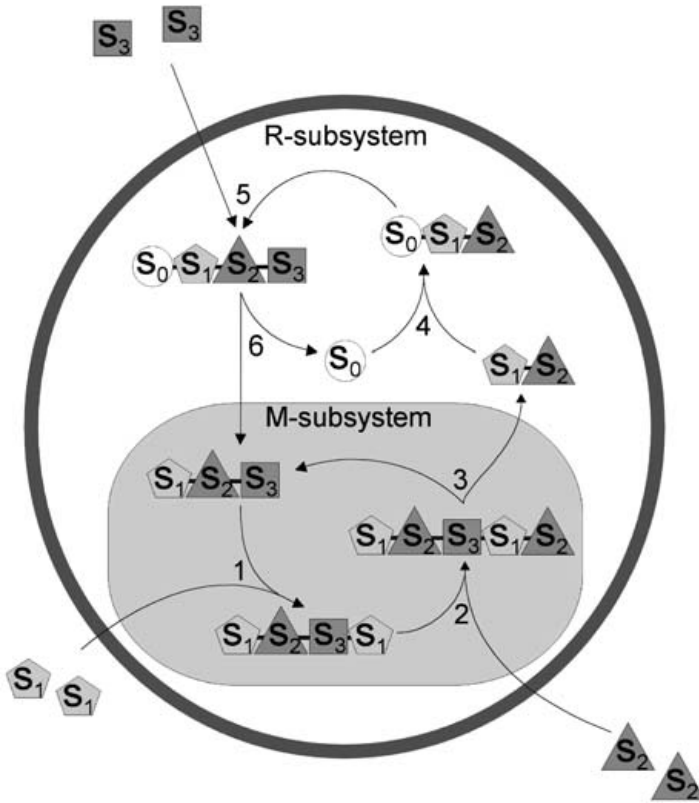 S3 S3
R-subsystem
5
S0 S1 S2 S3
S0 S1 S2
6
S0
4
S1 S2
M-subsystem
S1 S2 S3
3
S1 S2 S3 S1 S2
1
S1 S2 S3 S1
2
S1 S1
S2 S2